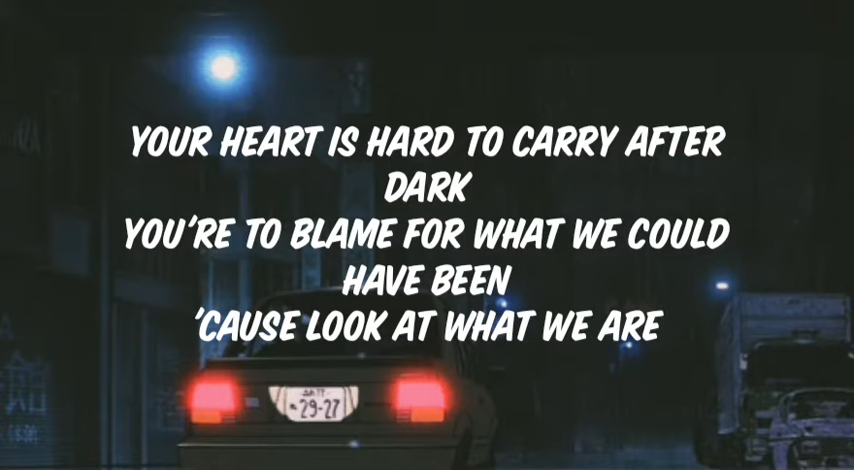 YOUR HEART IS HARD TO CARRY AFTER
DARK
YOU'RE TO BLAME FOR WHAT WE COULD
HAVE BEEN
'CAUSE LOOK AT WHAT WE ARE
29-27